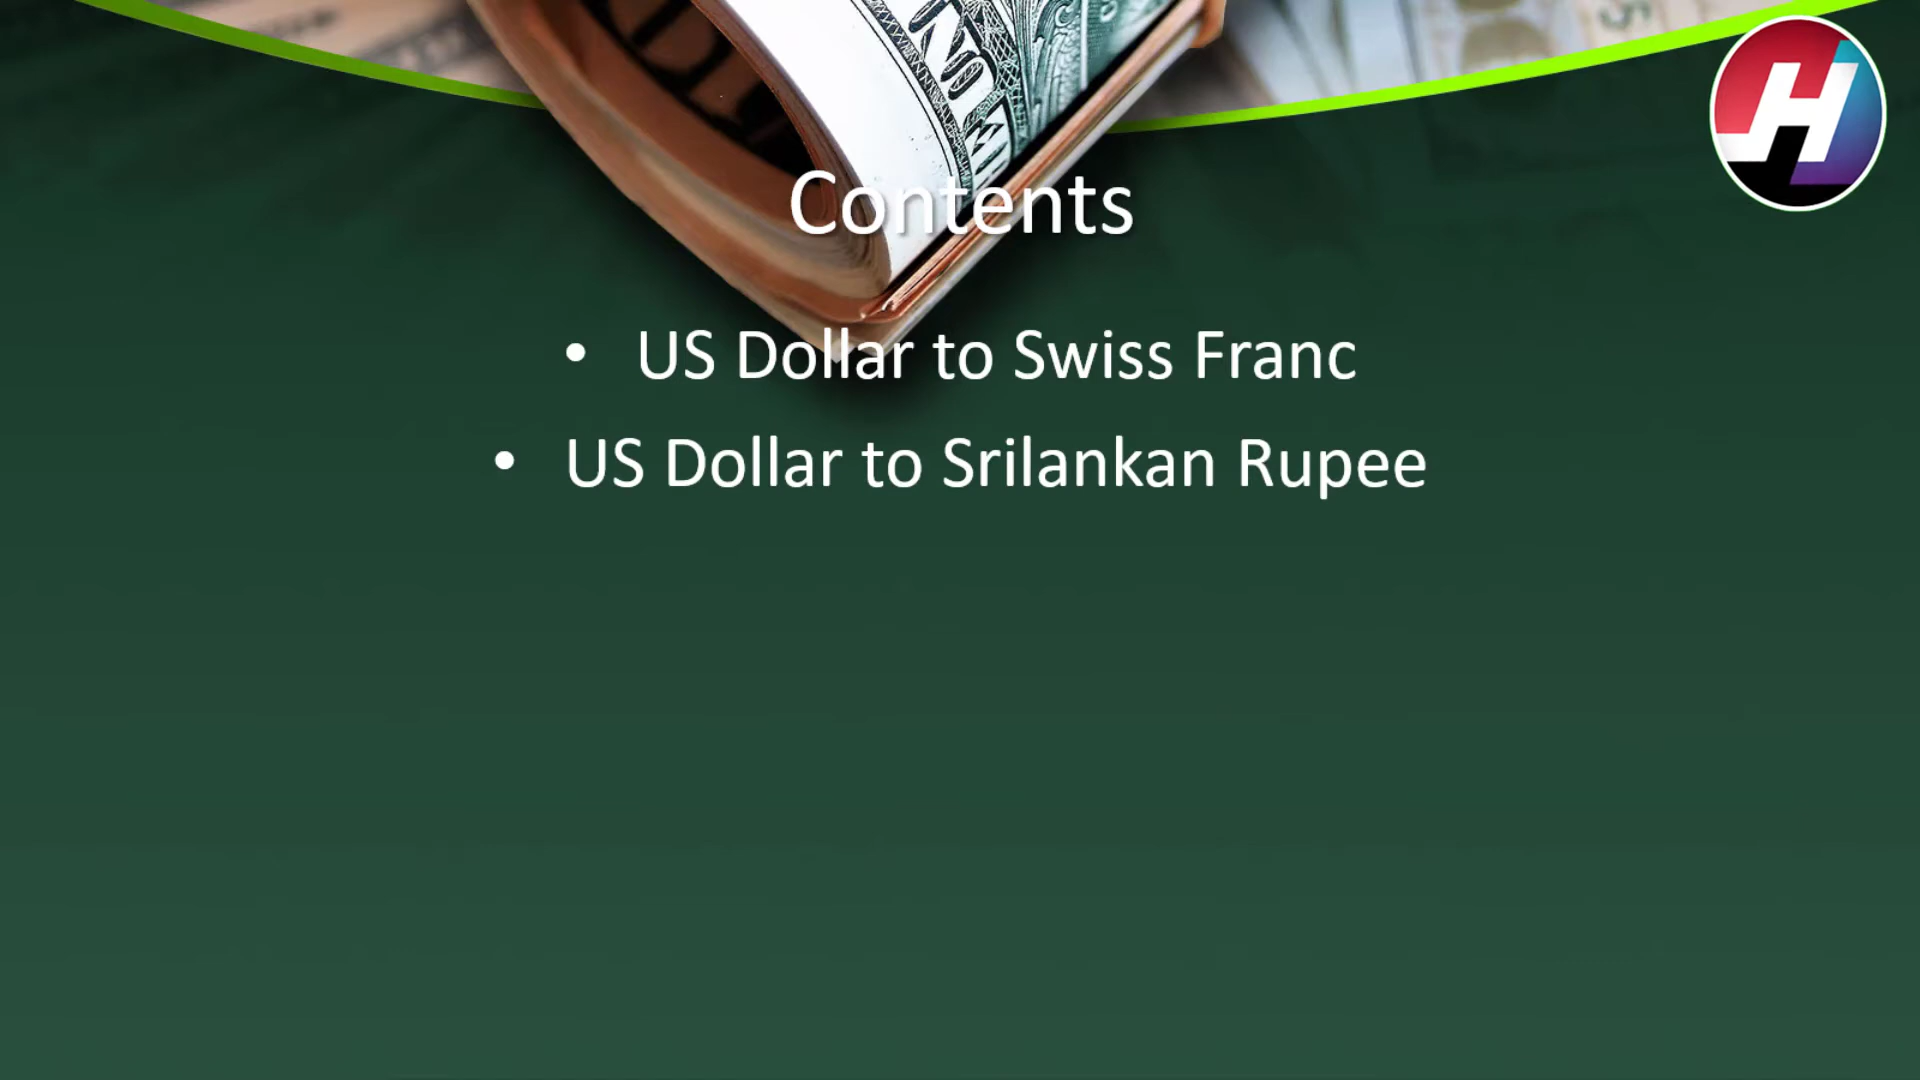 Contents
• US Dollar to Swiss Franc
• US Dollar to Srilankan Rupee